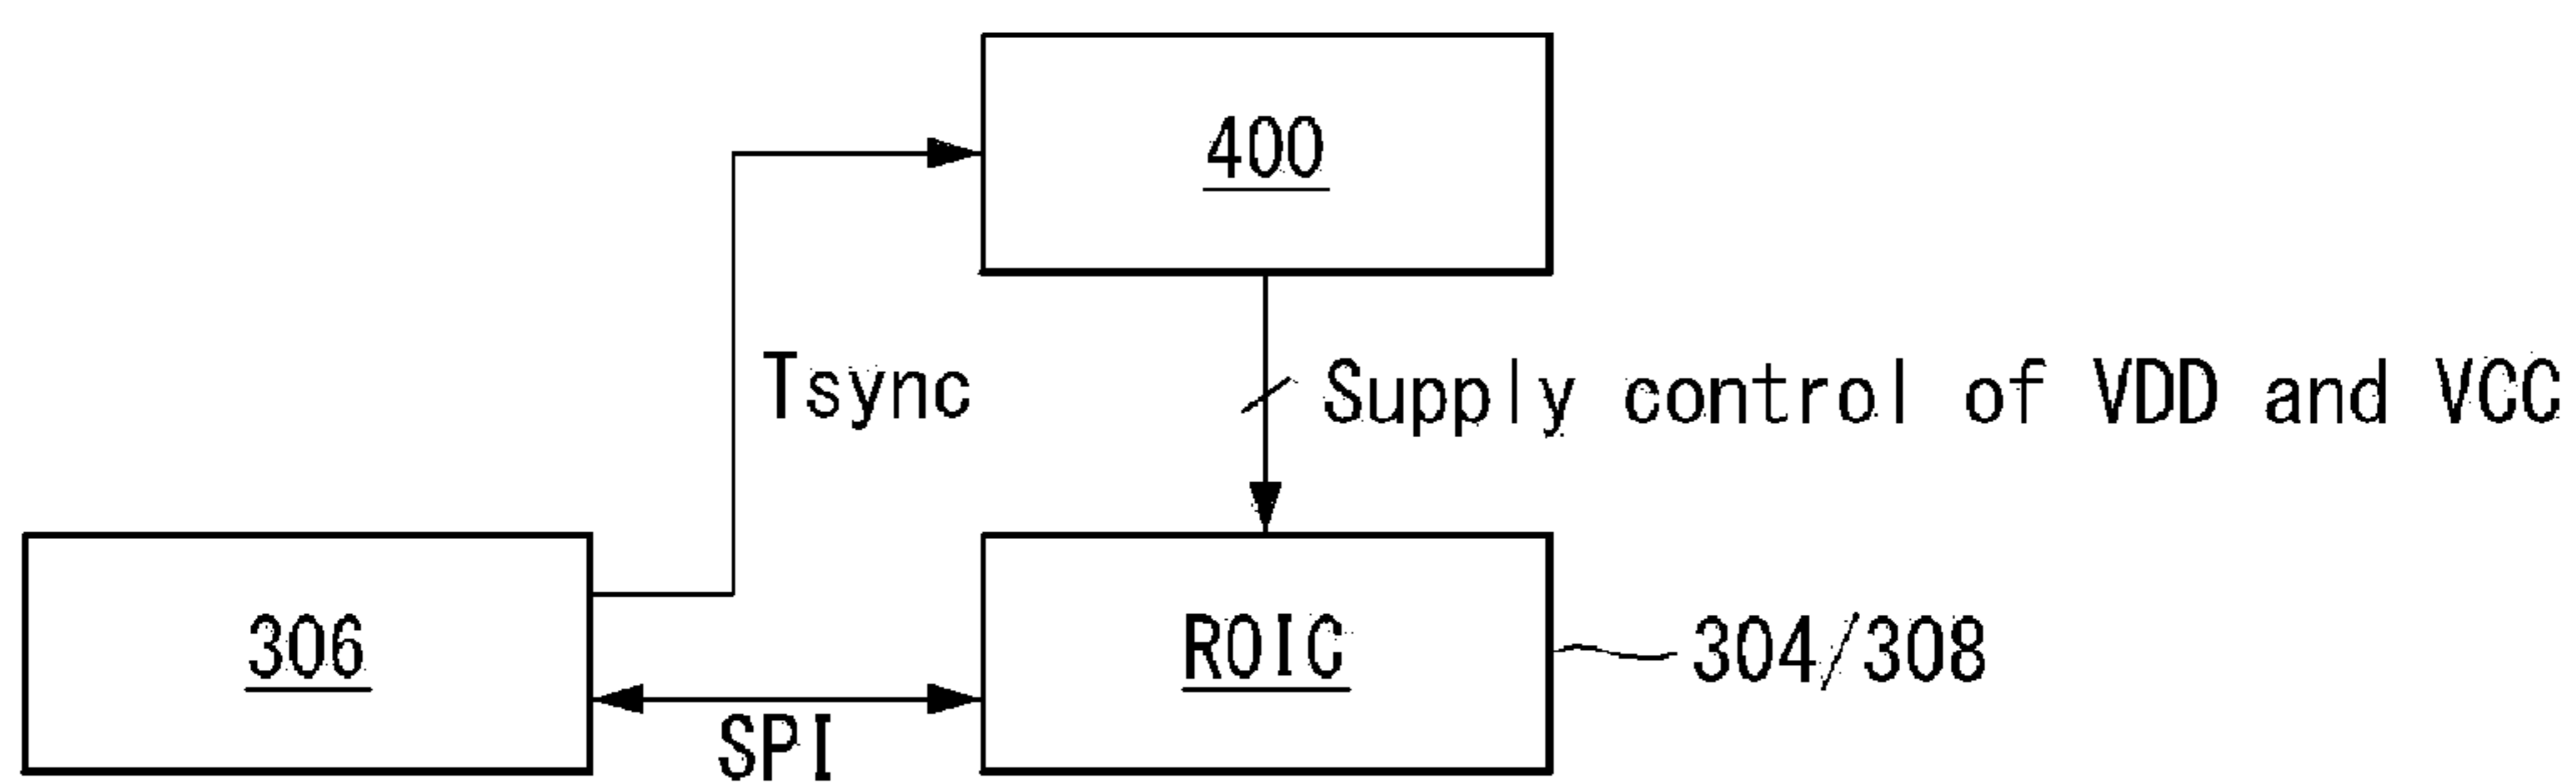 400
Tsync
Supply control of VDD and VCC
306
ROIC
304/308
SPI